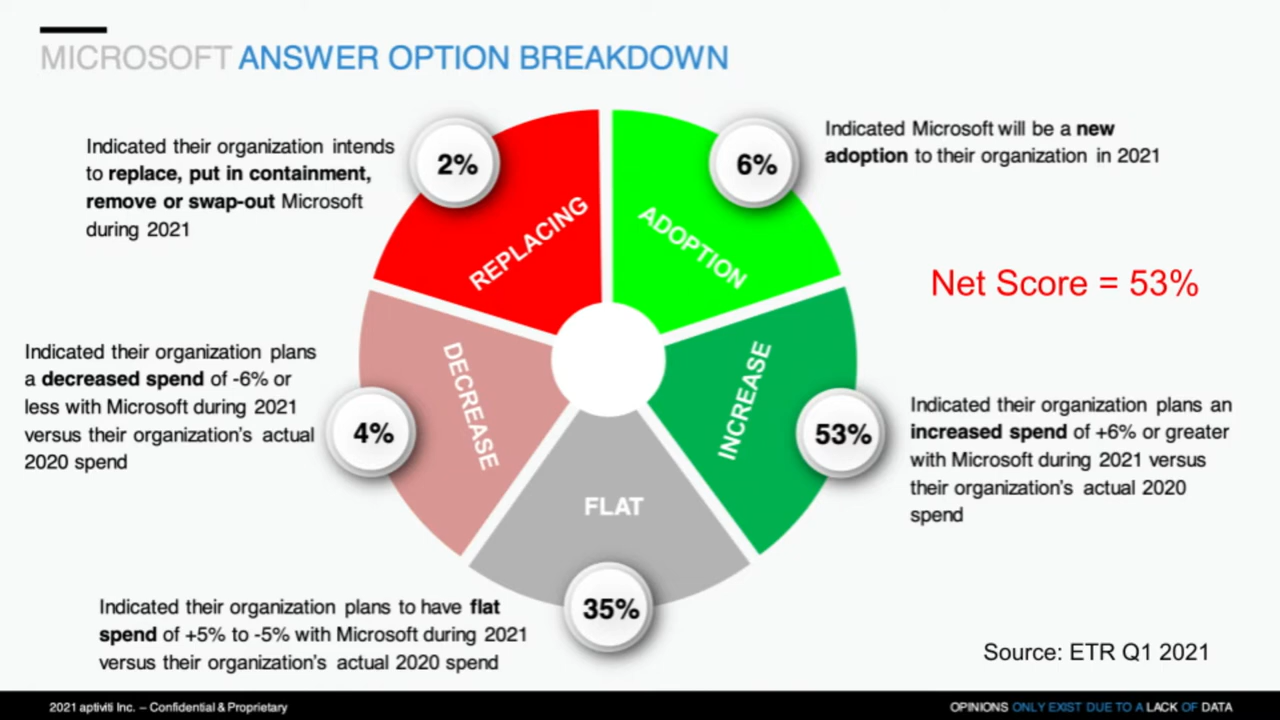 MICROSOFT ANSWER OPTION BREAKDOWN
Indicated their organization intends
to replace, put in containment,
remove or swap-out Microsoft
during 2021
2%
REPLACING
6%
ADOPTION
Indicated Microsoft will be a new
adoption to their organization in 2021
Net Score = 53%
Indicated their organization plans
a decreased spend of -6% or
less with Microsoft during 2021
versus their organization's actual
2020 spend
4%
DECREASE
INCREASE
53%
Indicated their organization plans an
increased spend of +6% or greater
with Microsoft during 2021 versus
their organization's actual 2020
spend
FLAT
35%
Indicated their organization plans to have flat
spend of +5% to -5% with Microsoft during 2021
versus their organization's actual 2020 spend
Source: ETR Q1 2021
2021 aptiviti Inc. – Confidential & Proprietary
OPINIONS ONLY EXIST DUE TO A LACK OF DATA